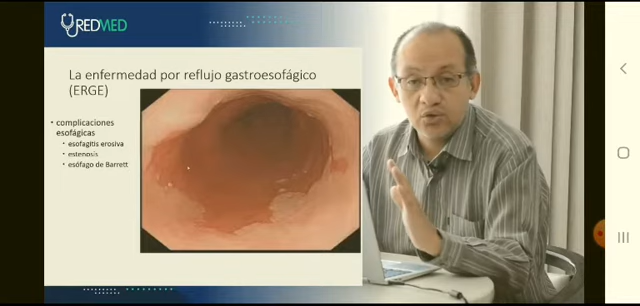 REDMED
La enfermedad por reflujo gastroesofágico
(ERGE)
• complicaciones
esofágicas
• esofagitis erosiva
• estenosis
• esófago de Barrett